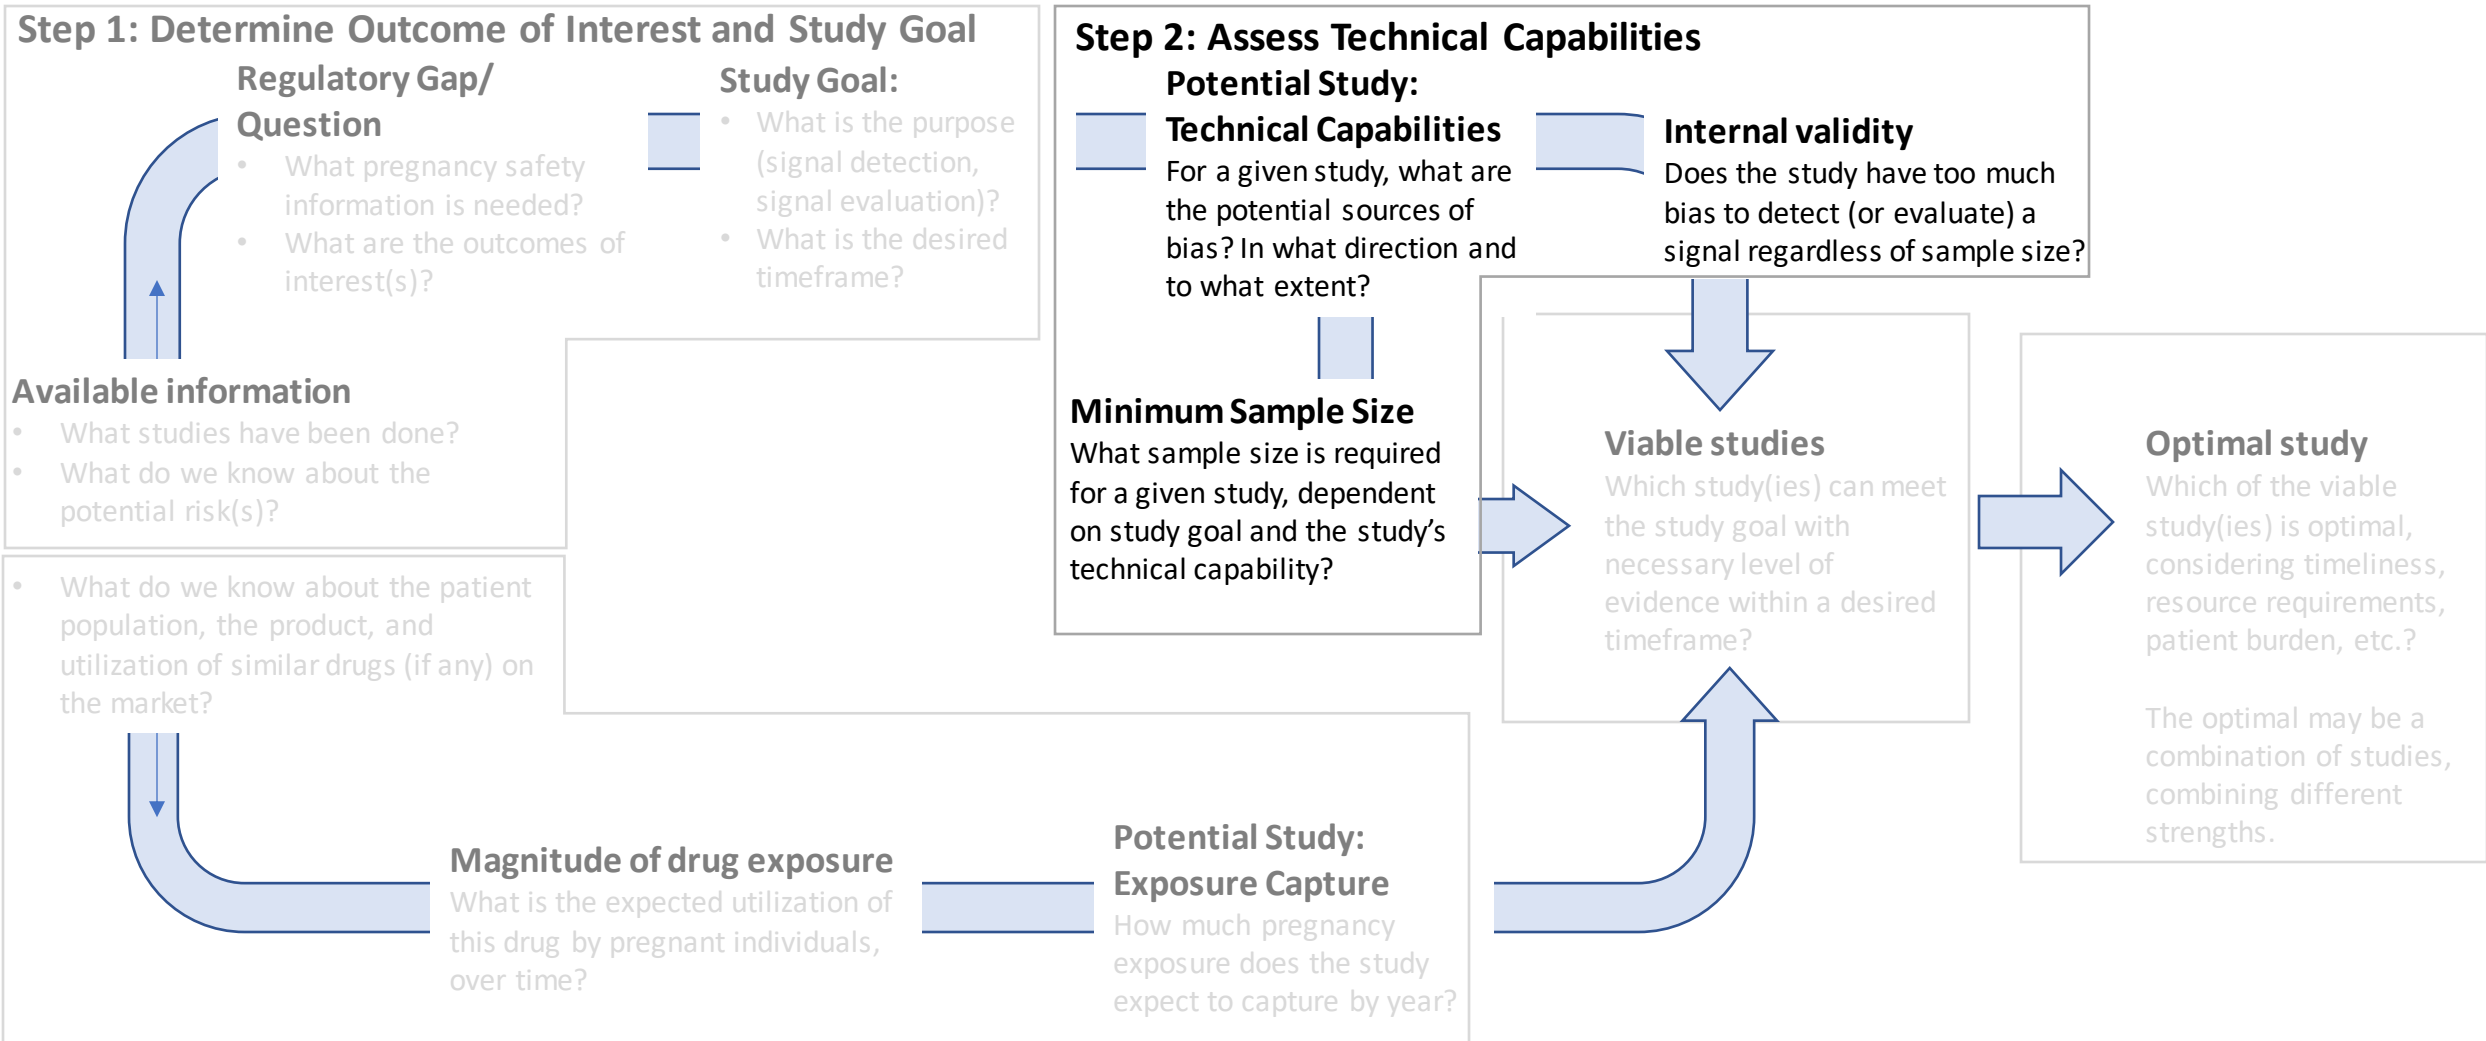 Step 1: Determine Outcome of Interest and Study Goal
Regulatory Gap/
Question
• What pregnancy safety
information is needed?
• What are the outcomes of
interest(s)?
Study Goal:
• What is the purpose
(signal detection,
signal evaluation)?
• What is the desired
timeframe?
Available information
• What studies have been done?
• What do we know about the
potential risk(s)?
• What do we know about the patient
population, the product, and
utilization of similar drugs (if any) on
the market?
Step 2: Assess Technical Capabilities
Potential Study:
Technical Capabilities
For a given study, what are
the potential sources of
bias? In what direction and
to what extent?
Internal validity
Does the study have too much
bias to detect (or evaluate) a
signal regardless of sample size?
Minimum Sample Size
What sample size is required
for a given study, dependent
on study goal and the study's
technical capability?
Magnitude of drug exposure
What is the expected utilization of
this drug by pregnant individuals,
over time?
Potential Study:
Exposure Capture
How much pregnancy
exposure does the study
expect to capture by year?
Viable studies
Which study(ies) can meet
the study goal with
necessary level of
evidence within a desired
timeframe?
Optimal study
Which of the viable
study(ies) is optimal,
considering timeliness,
resource requirements,
patient burden, etc.?
The optimal may be a
combination of studies,
combining different
strengths.